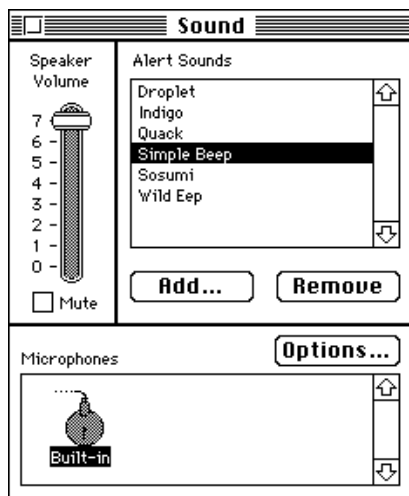 Sound
Speaker
Volume
7
6
5
4
3
2
1
0
Mute
Alert Sounds
Droplet
Indigo
Quack
Simple Beep
Sosumi
Wild Eep
Add...
Remove
Microphones
Options...
Built-in